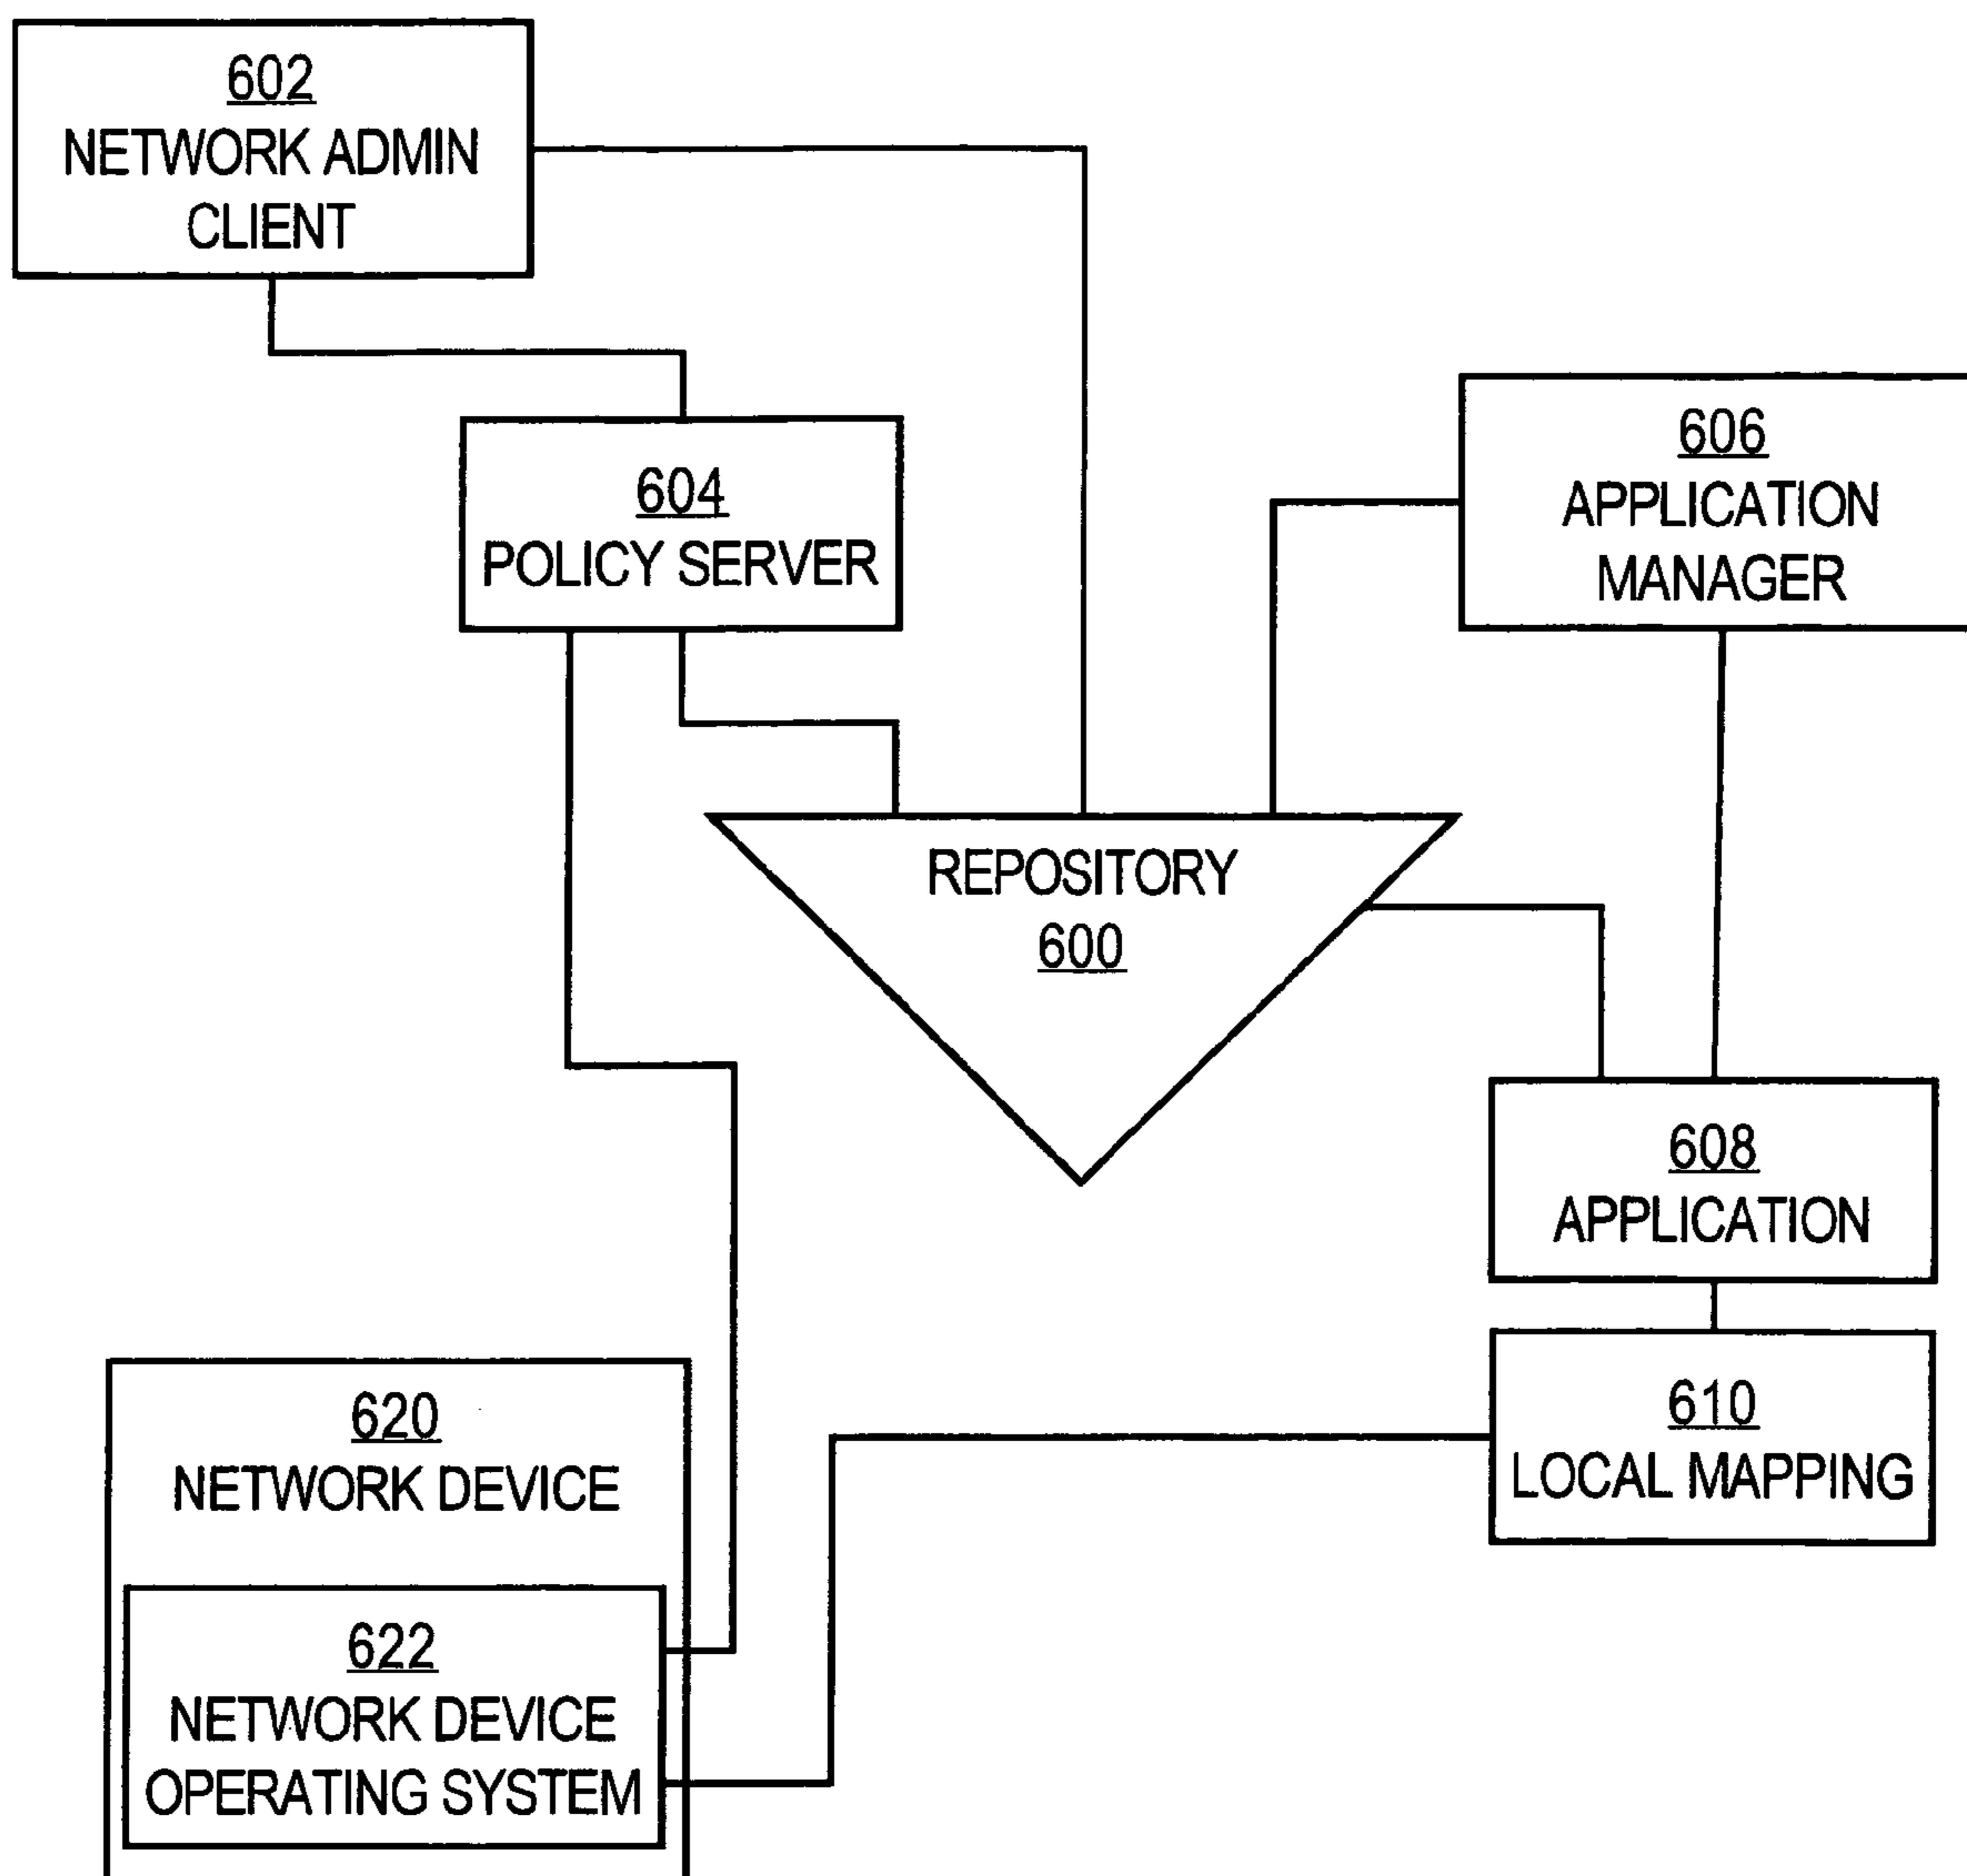 602
NETWORK ADMIN
CLIENT
604
POLICY SERVER
606
APPLICATION
MANAGER
REPOSITORY
600
608
APPLICATION
610
LOCAL MAPPING
620
NETWORK DEVICE
622
NETWORK DEVICE
OPERATING SYSTEM